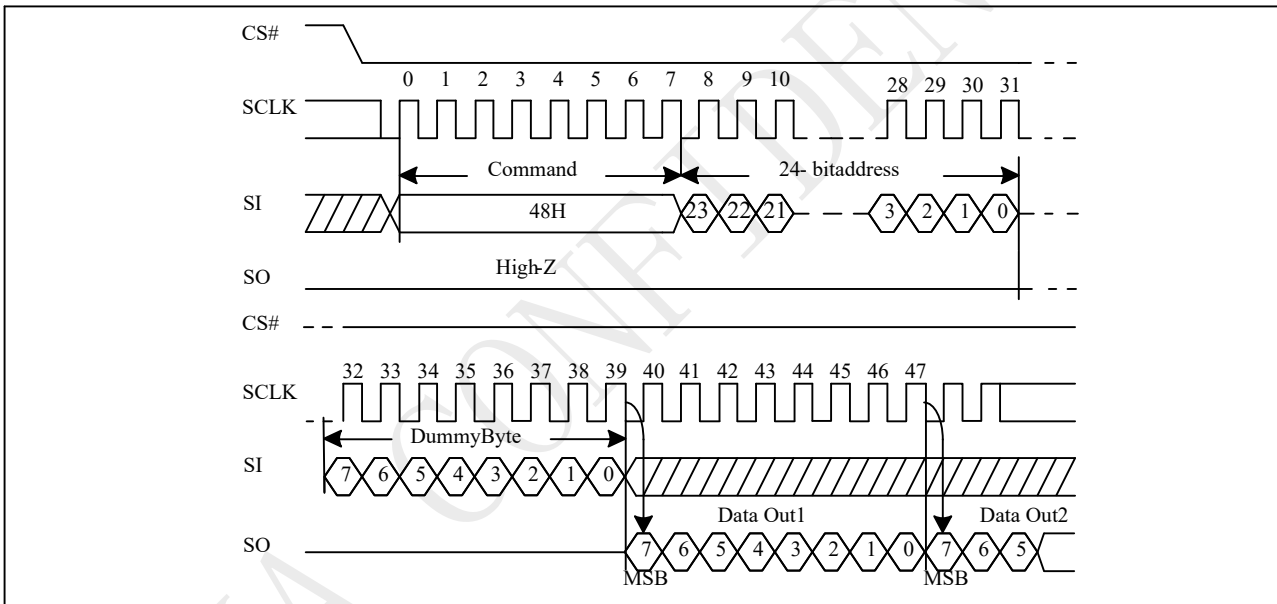 CS#
0 1 2 3 4 5 6 7 8 9 10 28 29 30 31
SCLK
Command 24- bitaddress
SI 48H 23 22 21 3 2 1 0
High-Z
SO
CS#
32 33 34 35 36 37 38 39 40 41 42 43 44 45 46 47
SCLK
DummyByte
SI 7 6 5 4 3 2 1 0
Data Out1 Data Out2
SO 7 6 5 4 3 2 1 0 7 6 5
MSB MSB